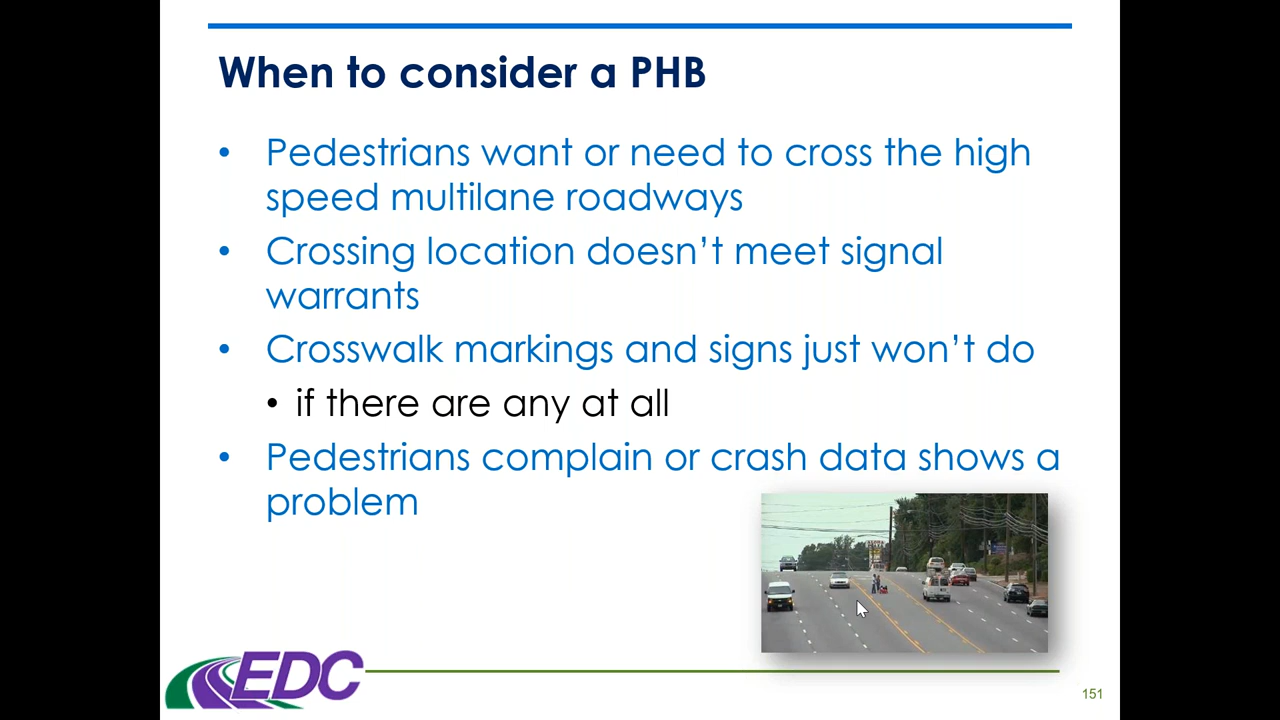 When to consider a PHB
• Pedestrians want or need to cross the high
speed multilane roadways
• Crossing location doesn’t meet signal
warrants
• Crosswalk markings and signs just won’t do
• if there are any at all
• Pedestrians complain or crash data shows a
problem
EDC
151